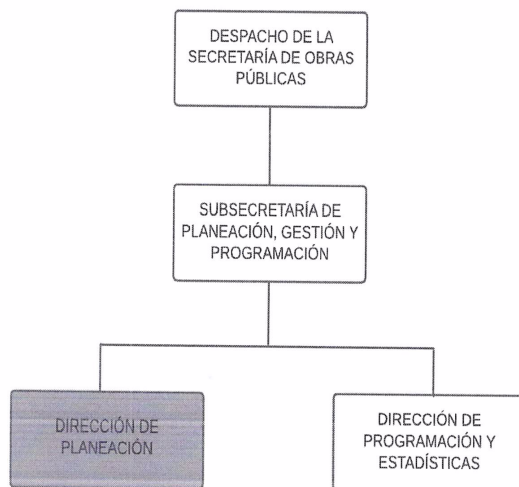 DESPACHO DE LA
SECRETARÍA DE OBRAS
PÚBLICAS
SUBSECRETARÍA DE
PLANEACIÓN, GESTIÓN Y
PROGRAMACIÓN
DIRECCIÓN DE
PLANEACIÓN
DIRECCIÓN DE
PROGRAMACIÓN Y
ESTADÍSTICAS